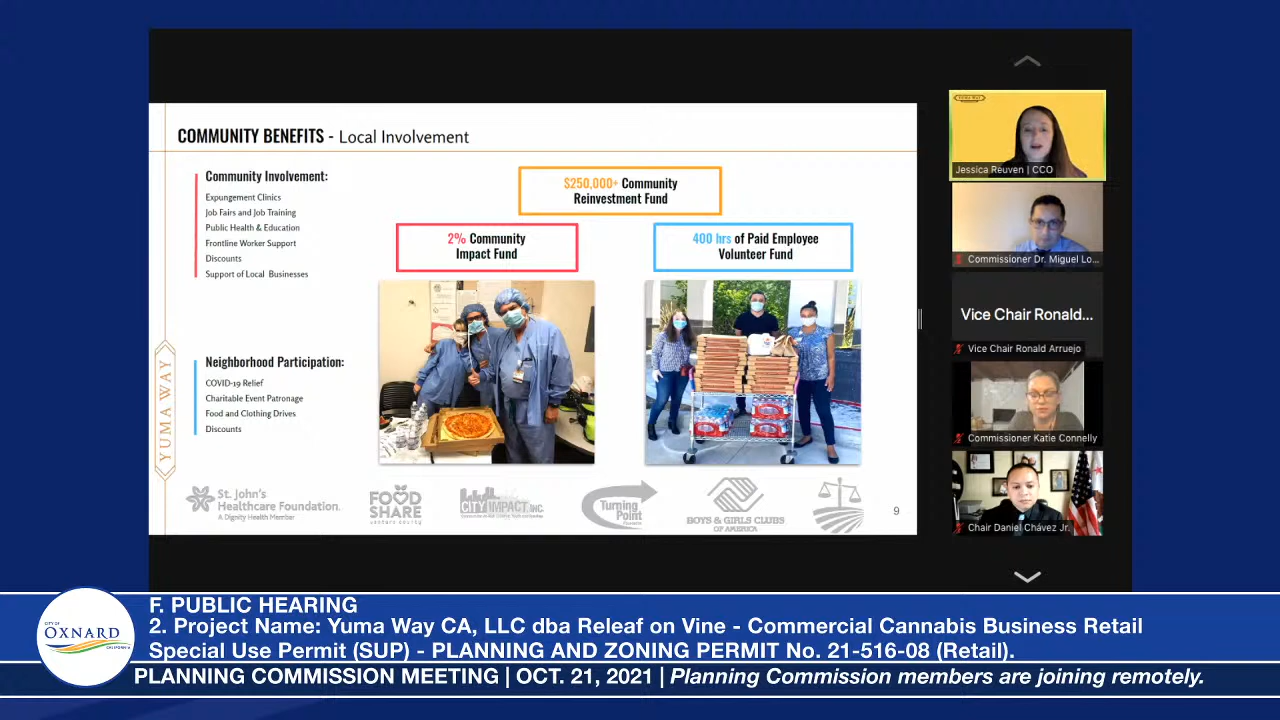 COMMUNITY BENEFITS - Local Involvement
Community Involvement:
Expungement Clinics
Job Fairs and Job Training
Public Health & Education
Frontline Worker Support
Discounts
Support of Local Businesses
$250,000+ Community
Reinvestment Fund
2% Community
Impact Fund
400 hrs of Paid Employee
Volunteer Fund
Neighborhood Participation:
COVID-19 Relief
Charitable Event Patronage
Food and Clothing Drives
Discounts
YUMA WAY
St. John's
Healthcare Foundation.
A Dignity Health Member
FOOD
SHARE
ventura county
CITY IMPACT, INC.
Turning
Point
BOYS & GIRLS CLUBS
OF AMERICA
9
YUMA WAY
Jessica Reuven | CCO
Commissioner Dr. Miguel Lo...
Vice Chair Ronald...
Vice Chair Ronald Arruejo
Commissioner Katie Connelly
Chair Daniel Chávez Jr.
CITY OF
OXNARD
CALIFORNIA
F. PUBLIC HEARING
2. Project Name: Yuma Way CA, LLC dba Releaf on Vine - Commercial Cannabis Business Retail
Special Use Permit (SUP) - PLANNING AND ZONING PERMIT No. 21-516-08 (Retail).
PLANNING COMMISSION MEETING | OCT. 21, 2021 | Planning Commission members are joining remotely.